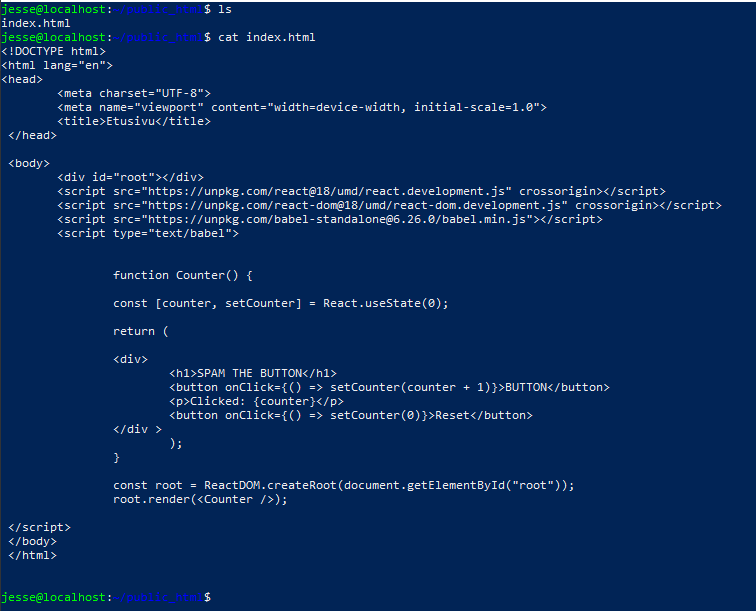 jesse@localhost:~/public_html$ ls
index.html
jesse@localhost:~/public_html$ cat index.html
<!DOCTYPE html>
<html lang="en">
<head>
        <meta charset="UTF-8">
        <meta name="viewport" content="width=device-width, initial-scale=1.0">
        <title>Etusivu</title>
 </head>

 <body>
        <div id="root"></div>
        <script src="https://unpkg.com/react@18/umd/react.development.js" crossorigin></script>
        <script src="https://unpkg.com/react-dom@18/umd/react-dom.development.js" crossorigin></script>
        <script src="https://unpkg.com/babel-standalone@6.26.0/babel.min.js"></script>
        <script type="text/babel">


                function Counter() {

                const [counter, setCounter] = React.useState(0);

                return (

                <div>
                        <h1>SPAM THE BUTTON</h1>
                        <button onClick={() => setCounter(counter + 1)}>BUTTON</button>
                        <p>Clicked: {counter}</p>
                        <button onClick={() => setCounter(0)}>Reset</button>
                </div >
                        );
                }

                const root = ReactDOM.createRoot(document.getElementById("root"));
                root.render(<Counter />);

 </script>
 </body>
 </html>


jesse@localhost:~/public_html$